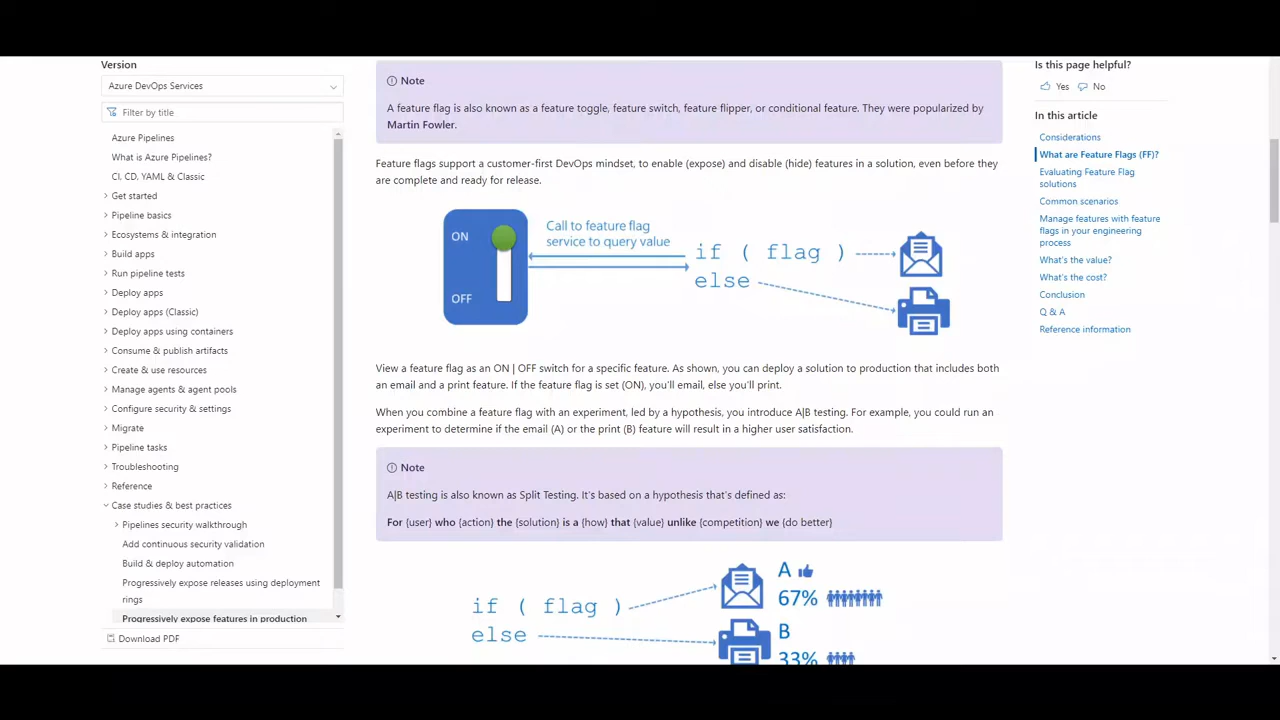 Version
Azure DevOps Services
Filter by title
Azure Pipelines
What is Azure Pipelines?
CI, CD, YAML & Classic
Get started
Pipeline basics
Ecosystems & integration
Build apps
Run pipeline tests
Deploy apps
Deploy apps (Classic)
Deploy apps using containers
Consume & publish artifacts
Create & use resources
Manage agents & agent pools
Configure security & settings
Migrate
Pipeline tasks
Troubleshooting
Reference
Case studies & best practices
Pipelines security walkthrough
Add continuous security validation
Build & deploy automation
Progressively expose releases using deployment
rings
Progressively expose features in production
Download PDF
Note
A feature flag is also known as a feature toggle, feature switch, feature flipper, or conditional feature. They were popularized by
Martin Fowler.
Feature flags support a customer-first DevOps mindset, to enable (expose) and disable (hide) features in a solution, even before they
are complete and ready for release.
ON
OFF
Call to feature flag
service to query value
if ( flag )
else
View a feature flag as an ON | OFF switch for a specific feature. As shown, you can deploy a solution to production that includes both
an email and a print feature. If the feature flag is set (ON), you'll email, else you'll print.
When you combine a feature flag with an experiment, led by a hypothesis, you introduce A|B testing. For example, you could run an
experiment to determine if the email (A) or the print (B) feature will result in a higher user satisfaction.
Note
A|B testing is also known as Split Testing. It's based on a hypothesis that's defined as:
For {user} who {action} the {solution} is a {how} that {value} unlike {competition} we {do better}
if ( flag )
else
A
67%
B
33%
Is this page helpful?
Yes No
In this article
Considerations
What are Feature Flags (FF)?
Evaluating Feature Flag
solutions
Common scenarios
Manage features with feature
flags in your engineering
process
What's the value?
What's the cost?
Conclusion
Q & A
Reference information